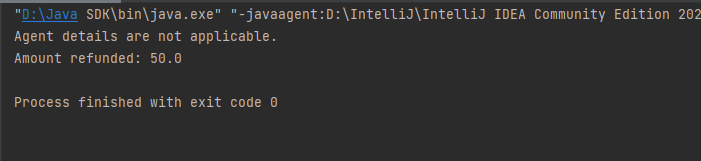 "D:\Java SDK\bin\java.exe" "-javaagent:D:\IntelliJ\IntelliJ IDEA Community Edition 202
Agent details are not applicable.
Amount refunded: 50.0
Process finished with exit code 0